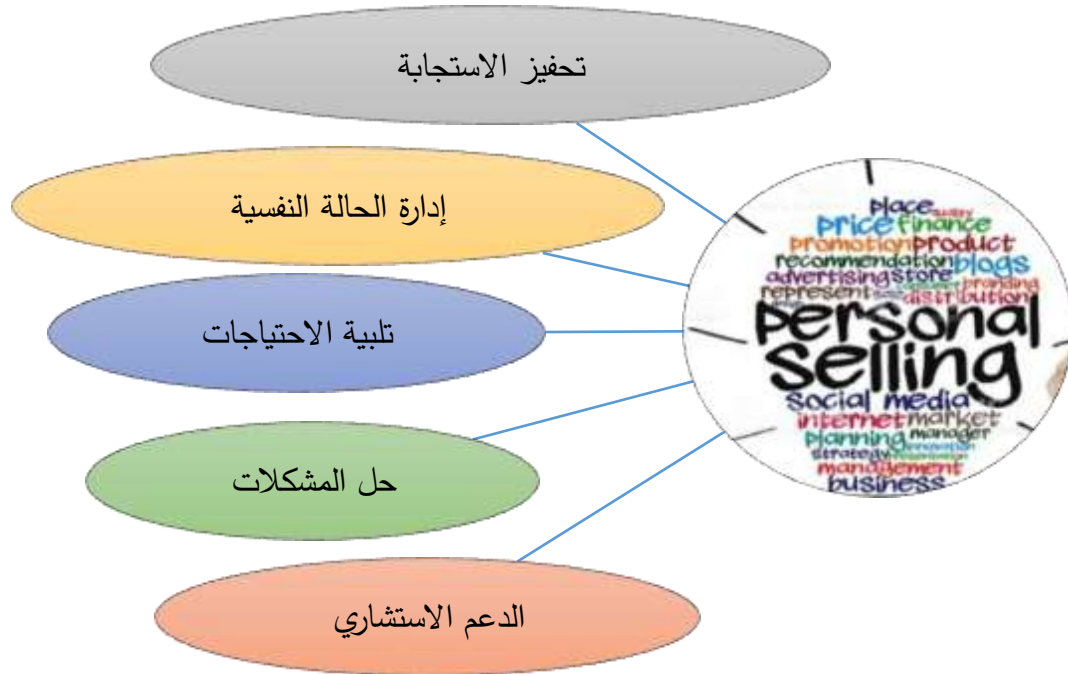 تحفيز الاستجابة
إدارة الحالة النفسية
تلبية الاحتياجات
حل المشكلات
الدعم الاستشاري
place
price finance
promotion product
recommendation blogs
advertising store branding
represent distribution
personal
selling
social media
internet market
planning manager
strategy
management
business